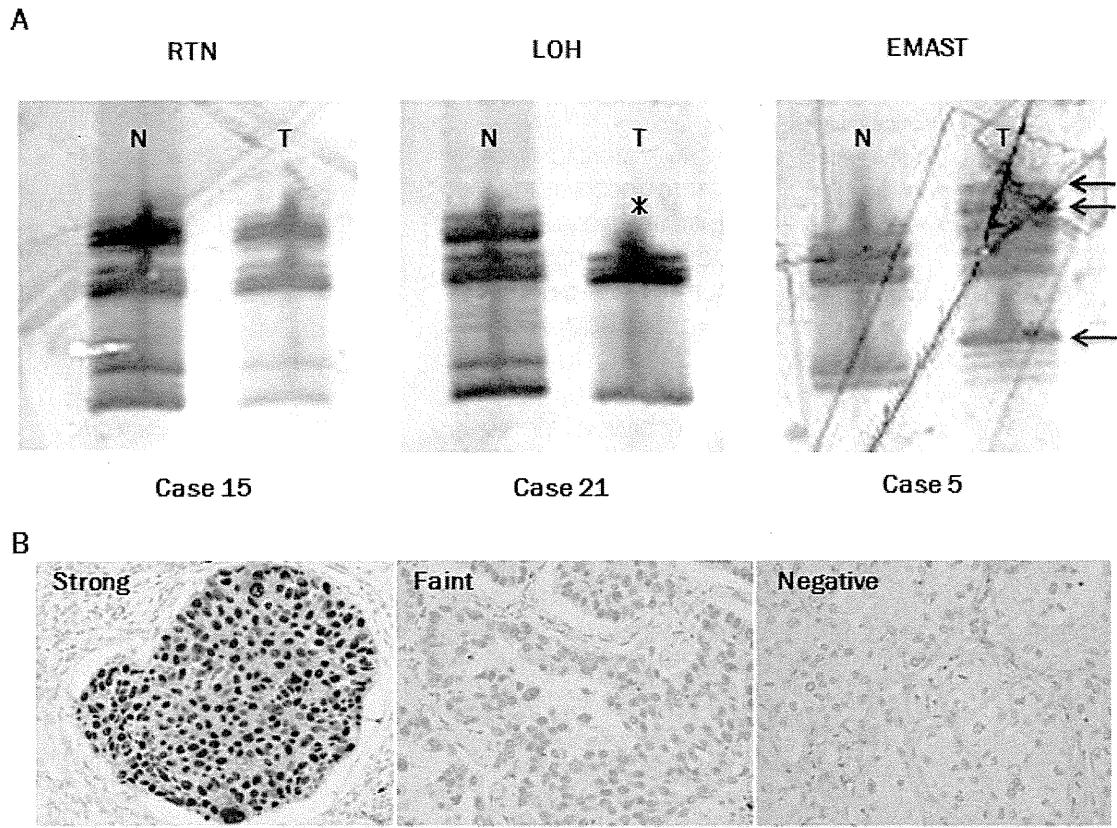 A
RTN LOH EMAST
N T N T N T
*
Case 15 Case 21 Case 5
B
Strong Faint Negative